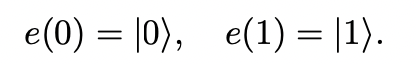 e(0) = |0⟩, e(1) = |1⟩.